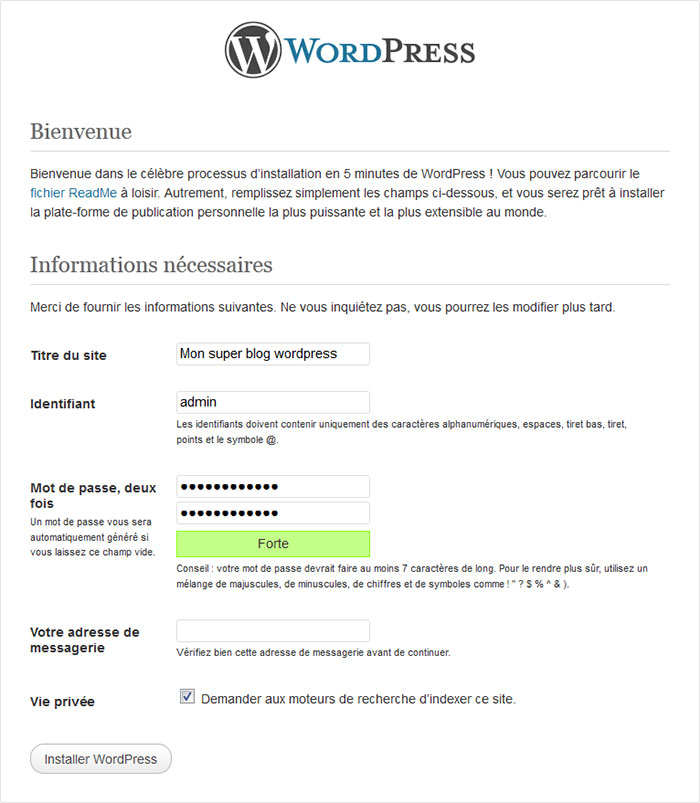 WORDPRESS
Bienvenue
Bienvenue dans le célèbre processus d'installation en 5 minutes de WordPress ! Vous pouvez parcourir le
fichier ReadMe à loisir. Autrement, remplissez simplement les champs ci-dessous, et vous serez prêt à installer
la plate-forme de publication personnelle la plus puissante et la plus extensible au monde.
Informations nécessaires
Merci de fournir les informations suivantes. Ne vous inquiétez pas, vous pourrez les modifier plus tard.
Titre du site
Mon super blog wordpress
Identifiant
admin
Les identifiants doivent contenir uniquement des caractères alphanumériques, espaces, tiret bas, tiret,
points et le symbole @.
Mot de passe, deux
fois
Un mot de passe vous sera
automatiquement généré si
vous laissez ce champ vide.
••••••••••••
••••••••••••
Forte
Conseil : votre mot de passe devrait faire au moins 7 caractères de long. Pour le rendre plus sûr, utilisez un
mélange de majuscules, de minuscules, de chiffres et de symboles comme ! " ? $ % ^ & ).
Votre adresse de
messagerie
Vérifiez bien cette adresse de messagerie avant de continuer.
Vie privée
Demander aux moteurs de recherche d'indexer ce site.
Installer WordPress